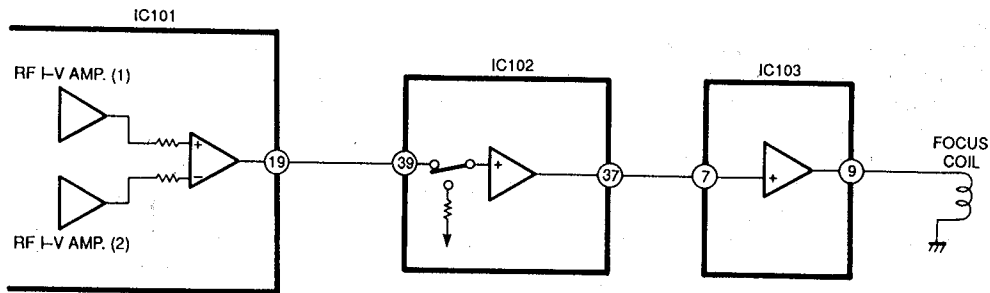 IC101
RF I–V AMP. (1)
+
−
RF I–V AMP. (2)
19
IC102
39
+
37
IC103
7
+
9
FOCUS
COIL